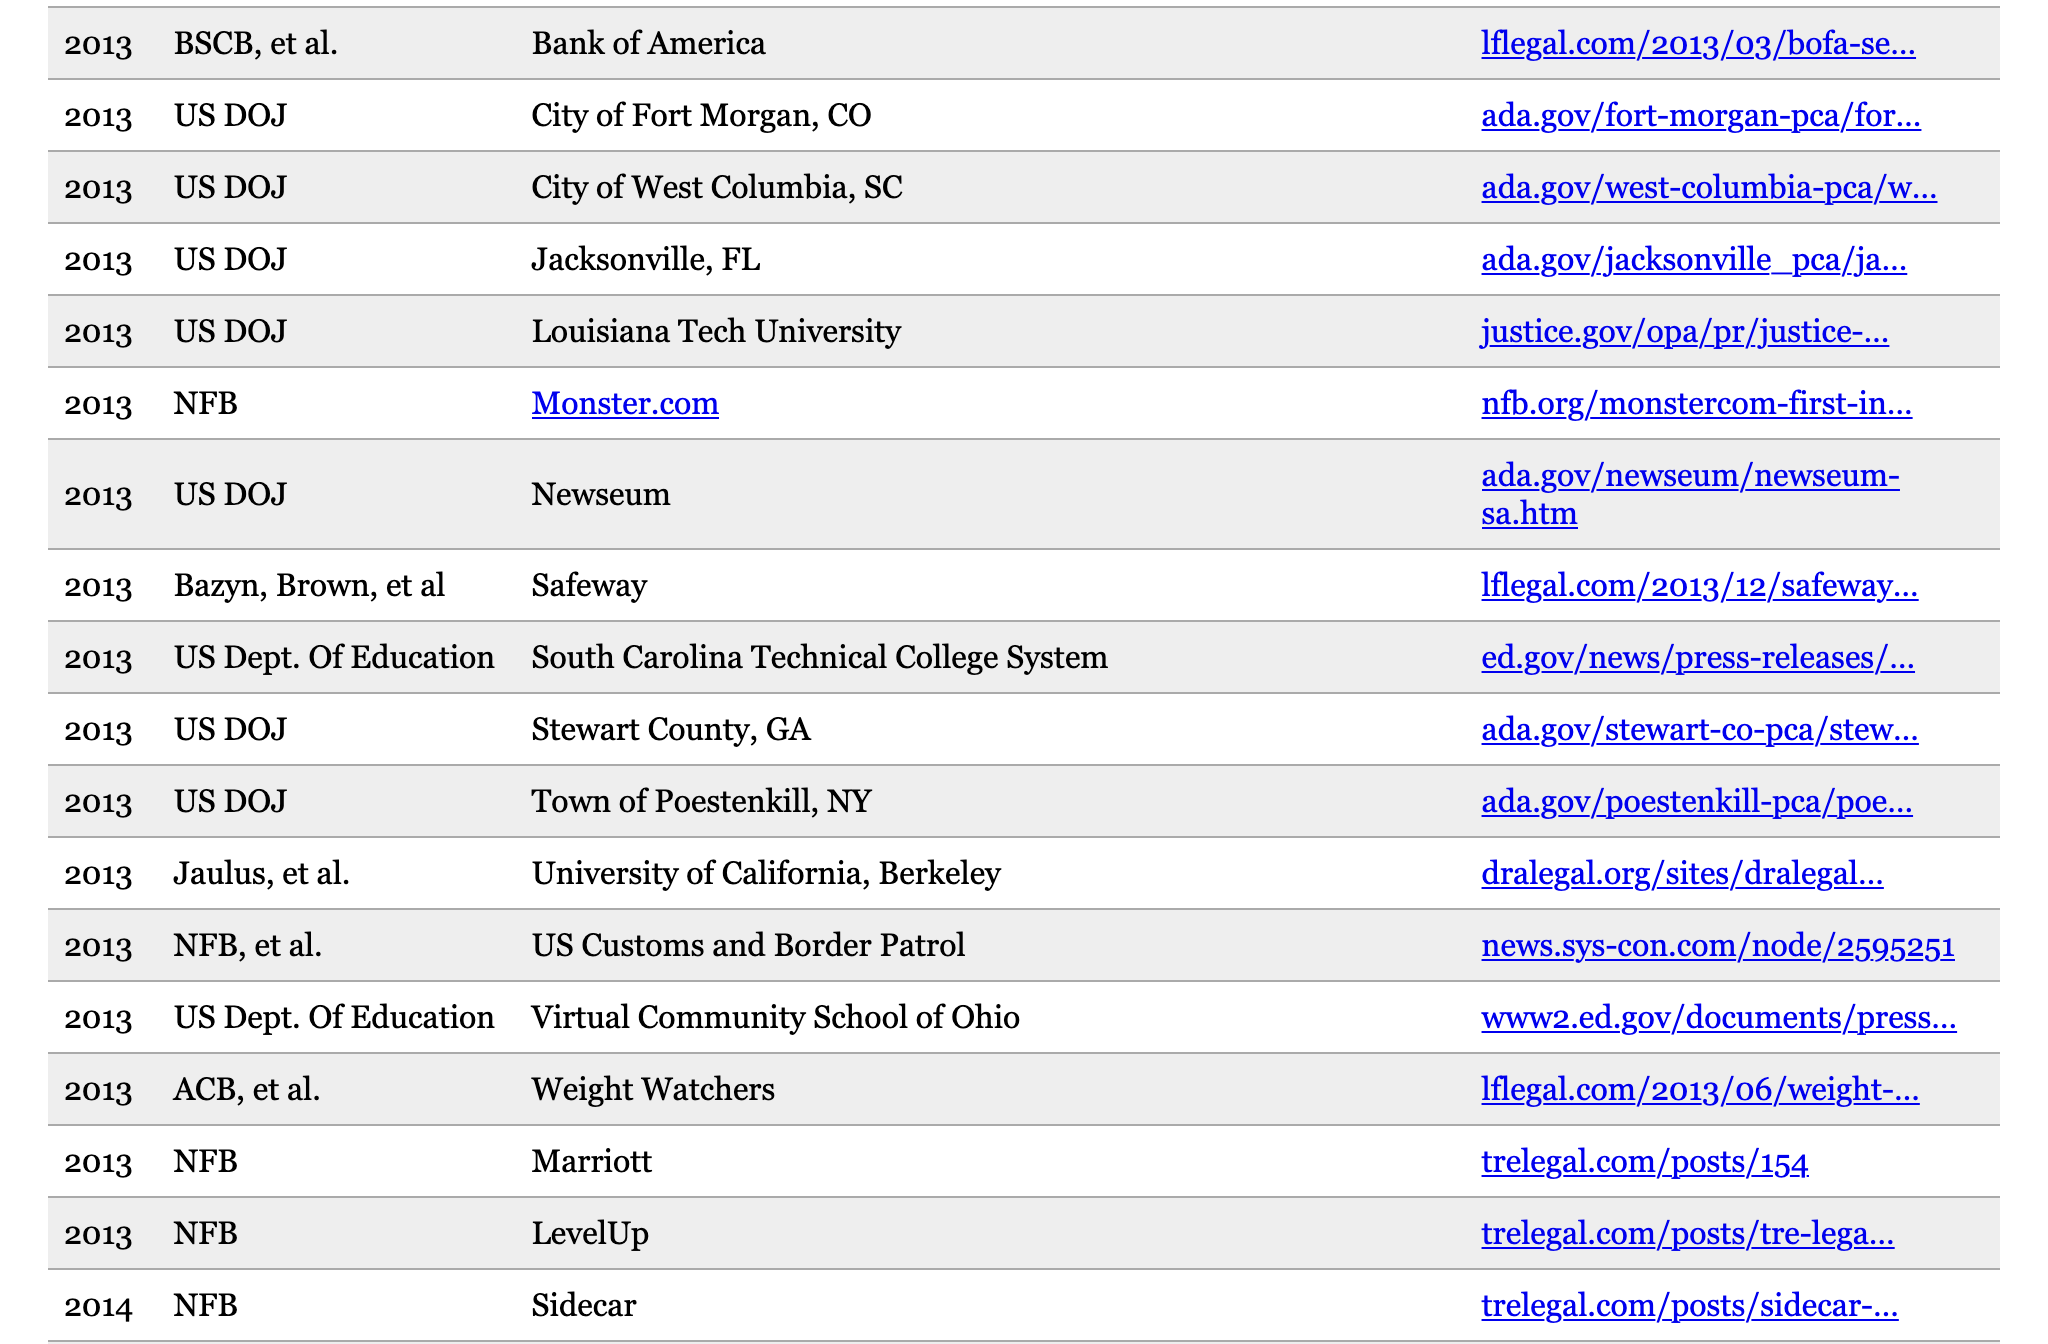 2013 BSCB, et al. Bank of America lflegal.com/2013/03/bofa-se...
2013 US DOJ City of Fort Morgan, CO ada.gov/fort-morgan-pca/for...
2013 US DOJ City of West Columbia, SC ada.gov/west-columbia-pca/w...
2013 US DOJ Jacksonville, FL ada.gov/jacksonville_pca/ja...
2013 US DOJ Louisiana Tech University justice.gov/opa/pr/justice-...
2013 NFB Monster.com nfb.org/monstercom-first-in...
2013 US DOJ Newseum ada.gov/newseum/newseum-
sa.htm
2013 Bazyn, Brown, et al Safeway lflegal.com/2013/12/safeway...
2013 US Dept. Of Education South Carolina Technical College System ed.gov/news/press-releases/...
2013 US DOJ Stewart County, GA ada.gov/stewart-co-pca/stew...
2013 US DOJ Town of Poestenkill, NY ada.gov/poestenkill-pca/poe...
2013 Jaulus, et al. University of California, Berkeley dralegal.org/sites/dralegal...
2013 NFB, et al. US Customs and Border Patrol news.sys-con.com/node/2595251
2013 US Dept. Of Education Virtual Community School of Ohio www2.ed.gov/documents/press...
2013 ACB, et al. Weight Watchers lflegal.com/2013/06/weight-...
2013 NFB Marriott trelegal.com/posts/154
2013 NFB LevelUp trelegal.com/posts/tre-lega...
2014 NFB Sidecar trelegal.com/posts/sidecar-...